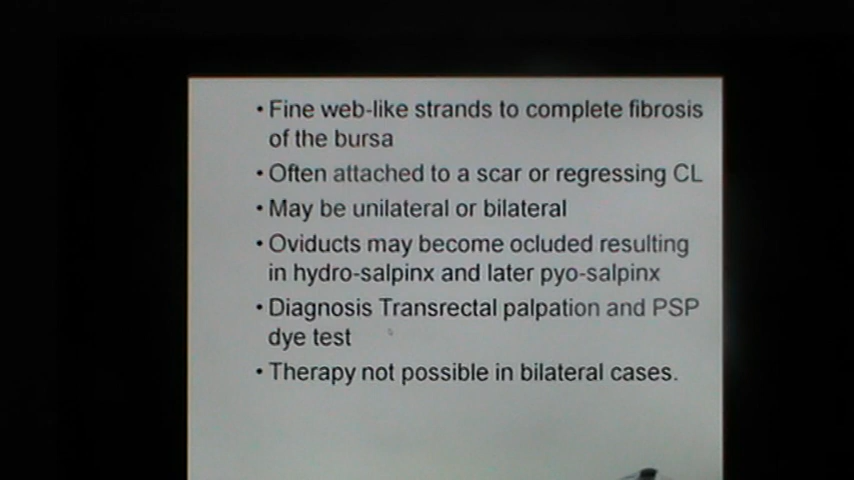 • Fine web-like strands to complete fibrosis
of the bursa
• Often attached to a scar or regressing CL
• May be unilateral or bilateral
• Oviducts may become ocluded resulting
in hydro-salpinx and later pyo-salpinx
• Diagnosis Transrectal palpation and PSP
dye test
• Therapy not possible in bilateral cases.